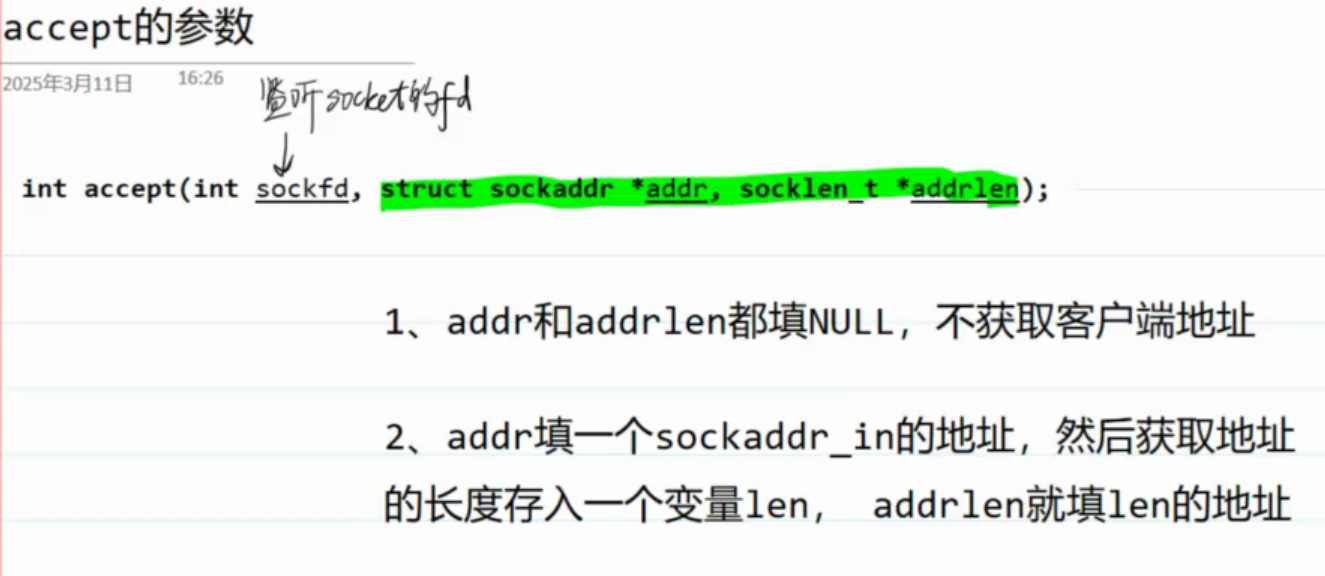 accept的参数
2025年3月11日 16:26
监听socket的fd
int accept(int sockfd, struct sockaddr *addr, socklen_t *addrlen);
1、addr和addrlen都填NULL，不获取客户端地址
2、addr填一个sockaddr_in的地址，然后获取地址
的长度存入一个变量len， addrlen就填len的地址